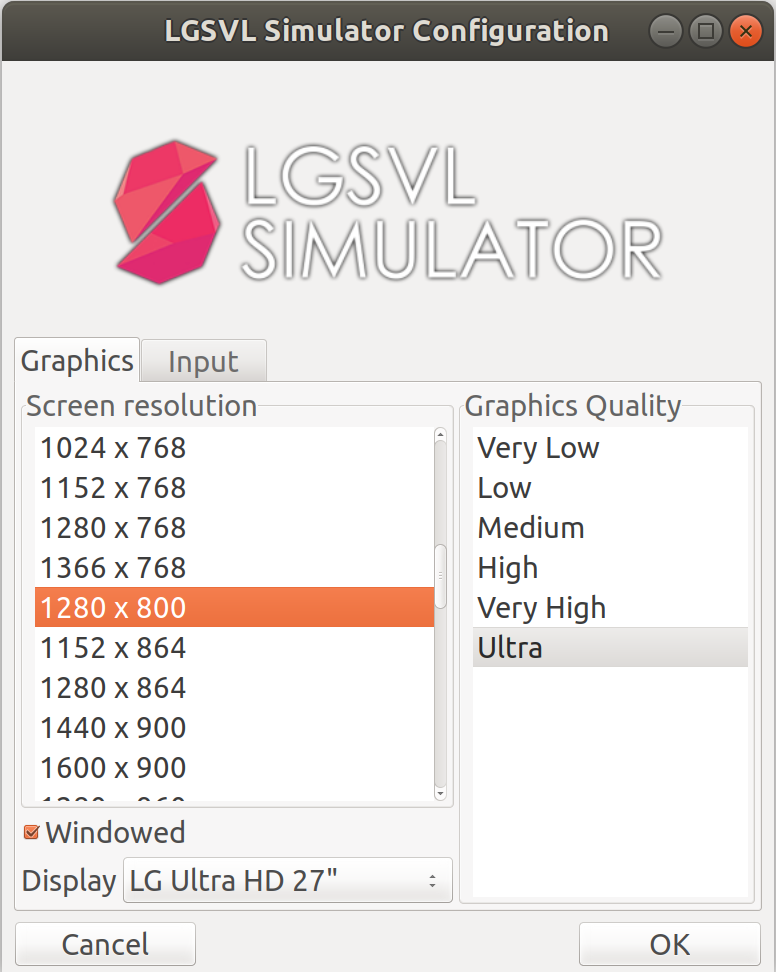 LGSVL Simulator Configuration
LGSVL
SIMULATOR
Graphics
Input
Screen resolution
1024 x 768
1152 x 768
1280 x 768
1366 x 768
1280 x 800
1152 x 864
1280 x 864
1440 x 900
1600 x 900
Graphics Quality
Very Low
Low
Medium
High
Very High
Ultra
Windowed
Display
LG Ultra HD 27"
Cancel
OK